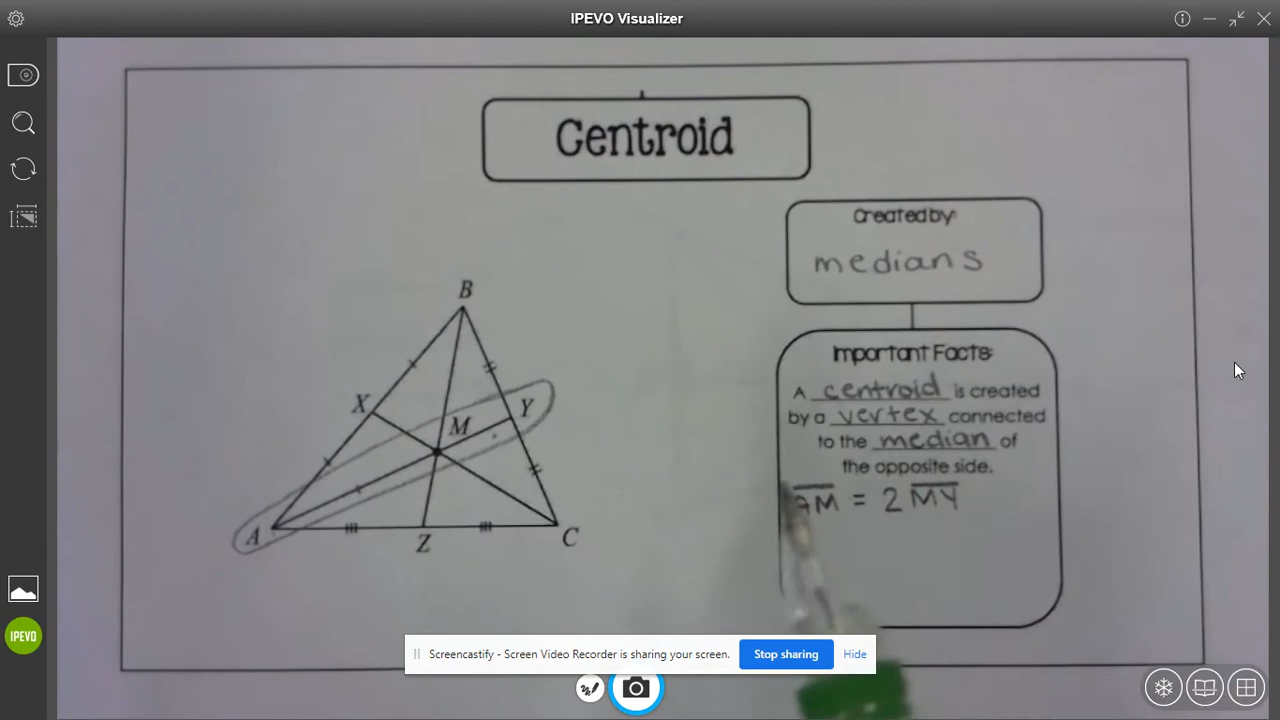 IPEVO Visualizer
Centroid
Created by:
medians
B
X
M
Y
A
Z
C
Important Facts:
A centroid is created
by a vertex connected
to the median of
the opposite side.
AM = 2 MY
IPEVO
Screencastify - Screen Video Recorder is sharing your screen.
Stop sharing
Hide